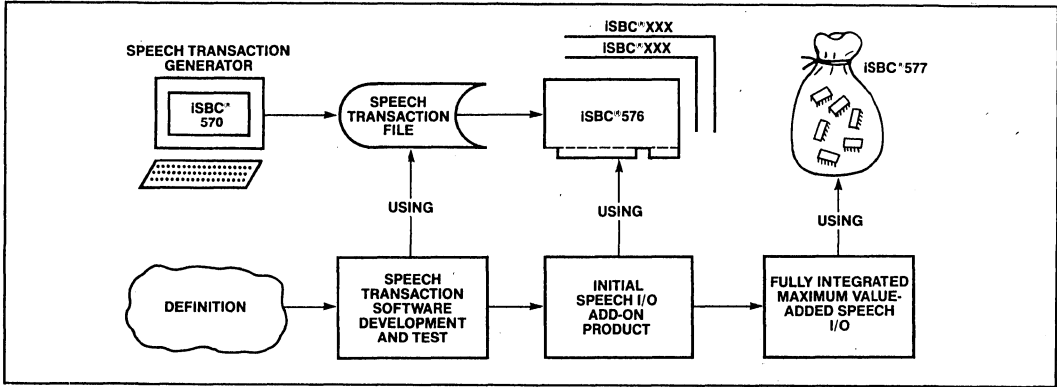 iSBC®XXX
iSBC®XXX
SPEECH TRANSACTION
GENERATOR
iSBC®
570
SPEECH
TRANSACTION
FILE
iSBC®576
iSBC®577
USING
USING
USING
DEFINITION
SPEECH
TRANSACTION
SOFTWARE
DEVELOPMENT
AND TEST
INITIAL
SPEECH I/O
ADD-ON
PRODUCT
FULLY INTEGRATED
MAXIMUM VALUE-
ADDED SPEECH
I/O